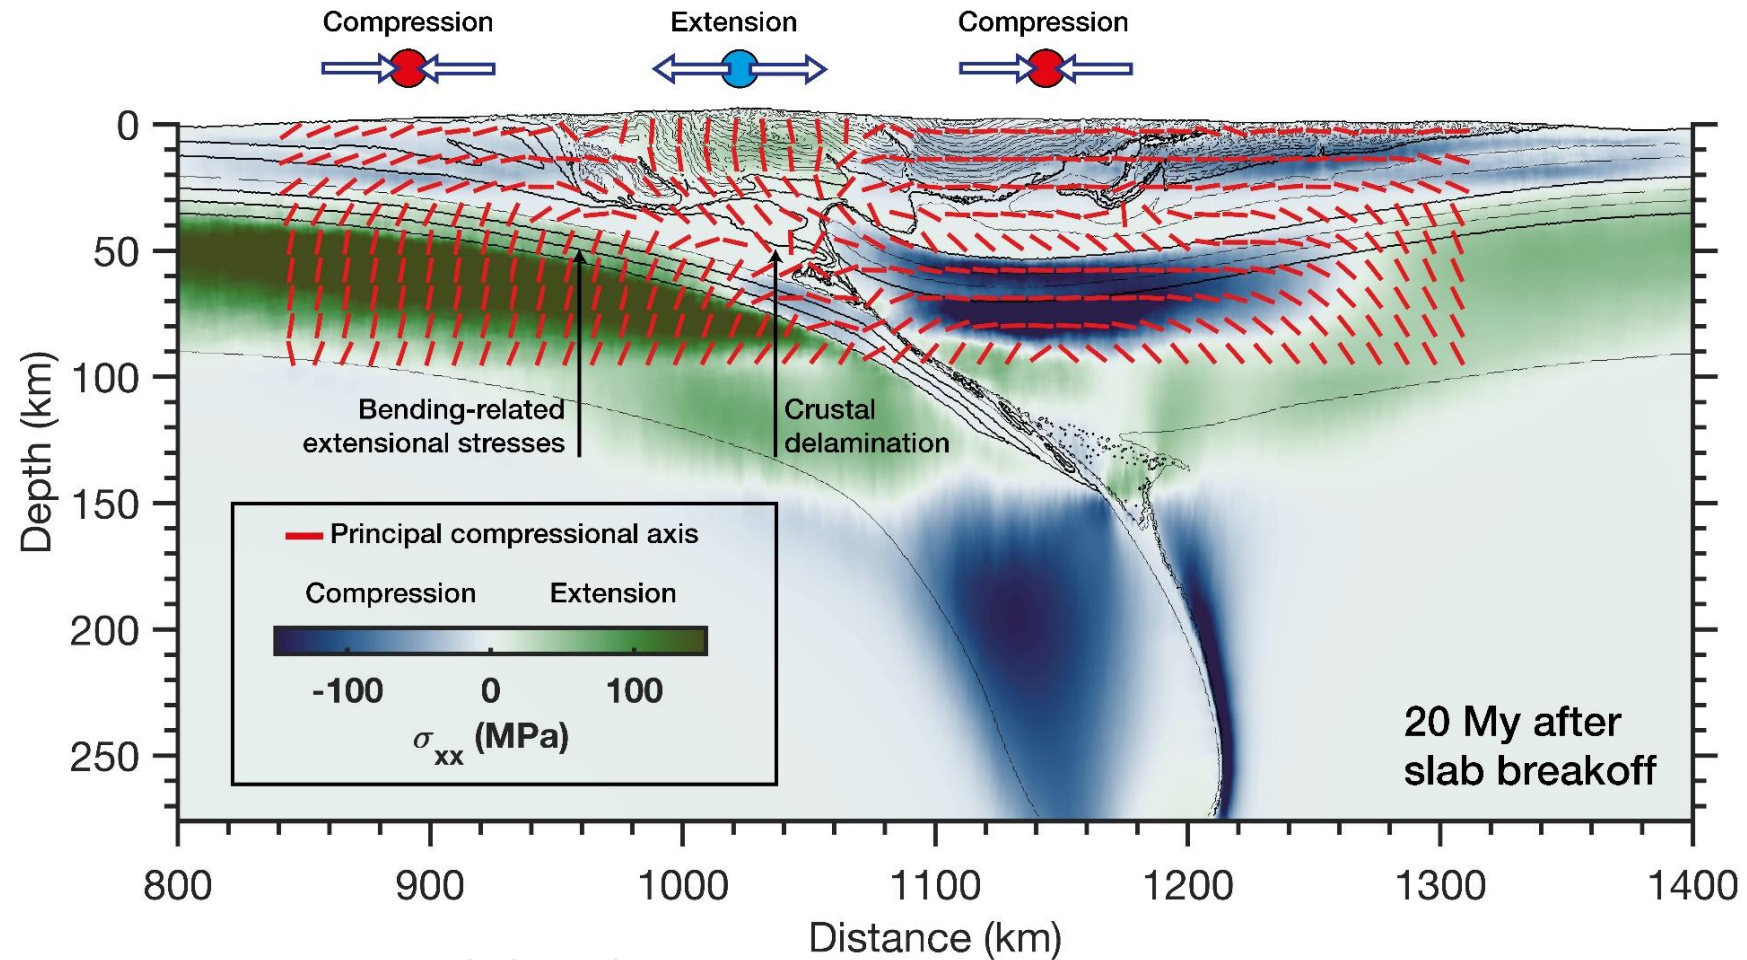 Compression
Extension
Compression
0
50
100
150
200
250
Depth (km)
Bending-related
extensional stresses
Crustal
delamination
Principal compressional axis
Compression
Extension
-100
0
100
σxx (MPa)
20 My after
slab breakoff
800
900
1000
1100
1200
1300
1400
Distance (km)